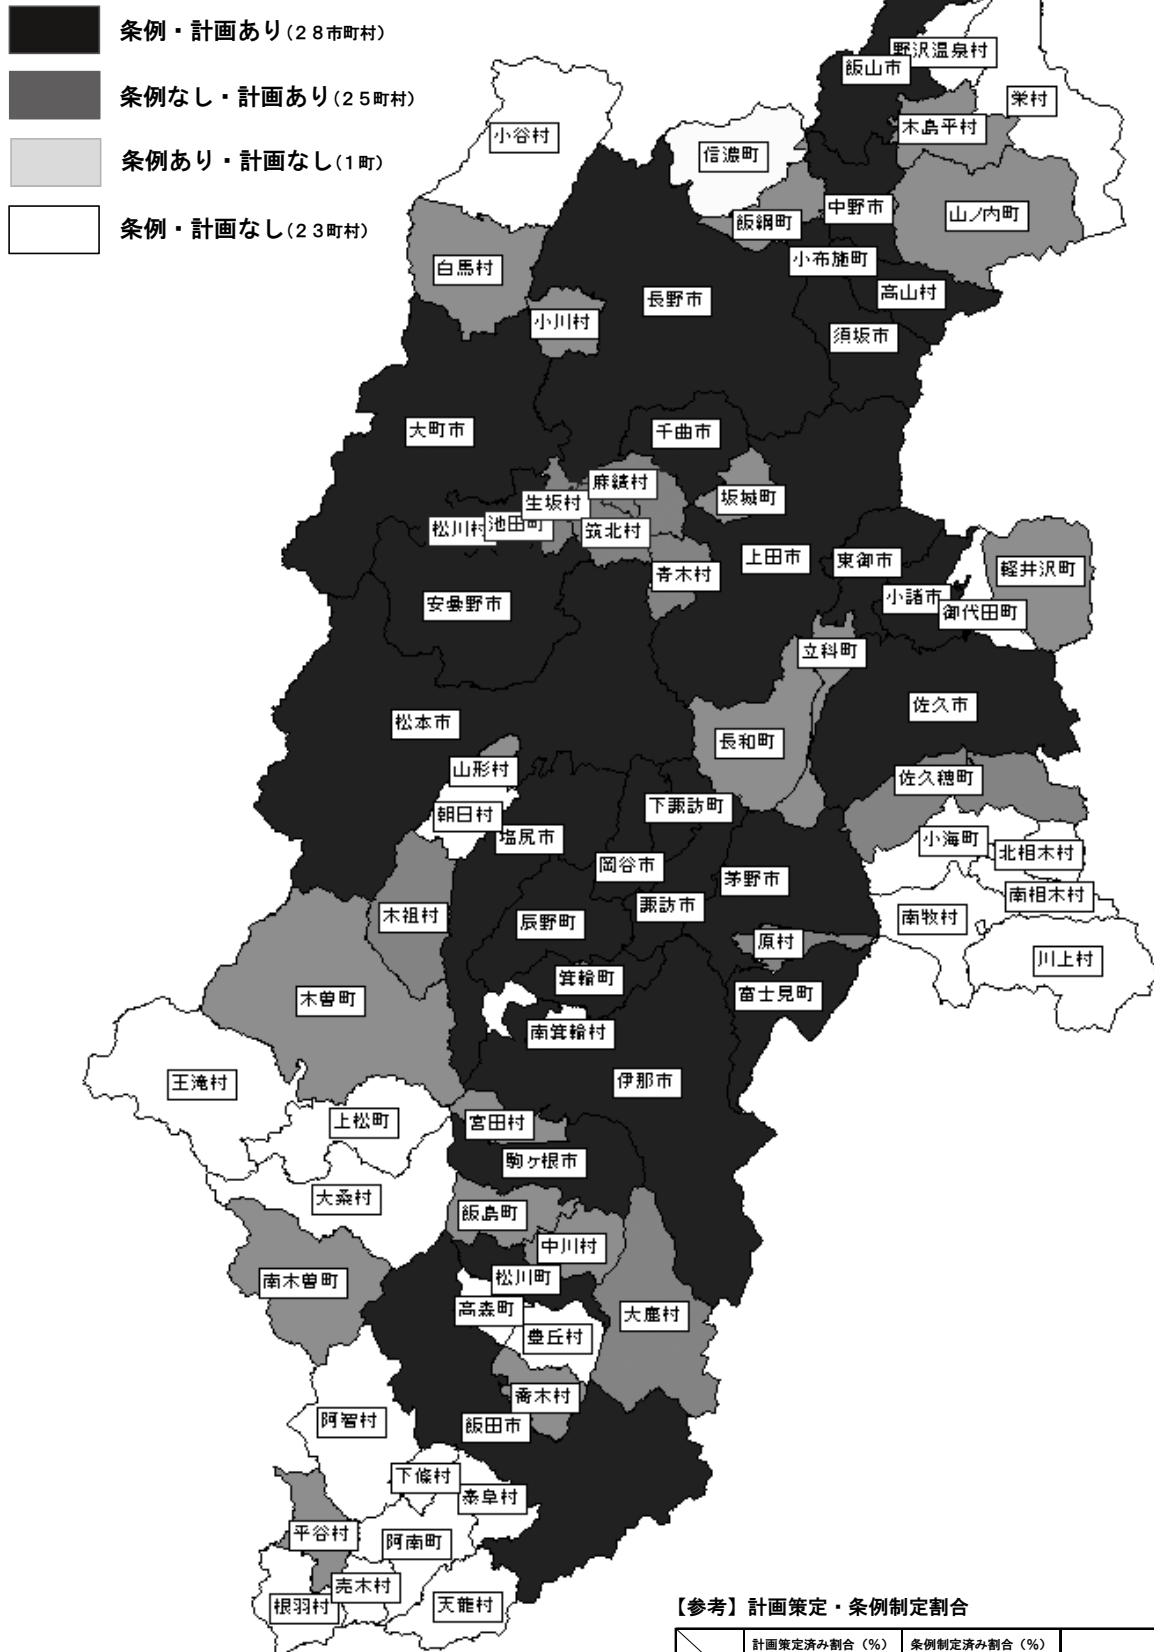 条例・計画あり(28市町村)
条例なし・計画あり(25町村)
条例あり・計画なし(1町)
条例・計画なし(23町村)
野沢温泉村
飯山市
栄村
木島平村
小谷村
信濃町
中野市
山ノ内町
飯綱町
小布施町
白馬村
高山村
長野市
小川村
須坂市
大町市
千曲市
麻績村
坂城町
生坂村
池田町
松川村
筑北村
上田市
東御市
軽井沢町
青木村
小諸市
御代田町
安曇野市
立科町
佐久市
松本市
長和町
山形村
佐久穂町
下諏訪町
朝日村
塩尻市
小海町
北相木村
岡谷市
茅野市
南相木村
諏訪市
木祖村
辰野町
南牧村
原村
川上村
箕輪町
富士見町
木曽町
南箕輪村
王滝村
伊那市
上松町
宮田村
駒ヶ根市
大桑村
飯島町
中川村
南木曽町
松川町
高森町
大鹿村
豊丘村
喬木村
阿智村
飯田市
下條村
泰阜村
平谷村
阿南町
売木村
根羽村
天龍村
【参考】計画策定・条例制定割合
計画策定済み割合(%) 条例制定済み割合(%)